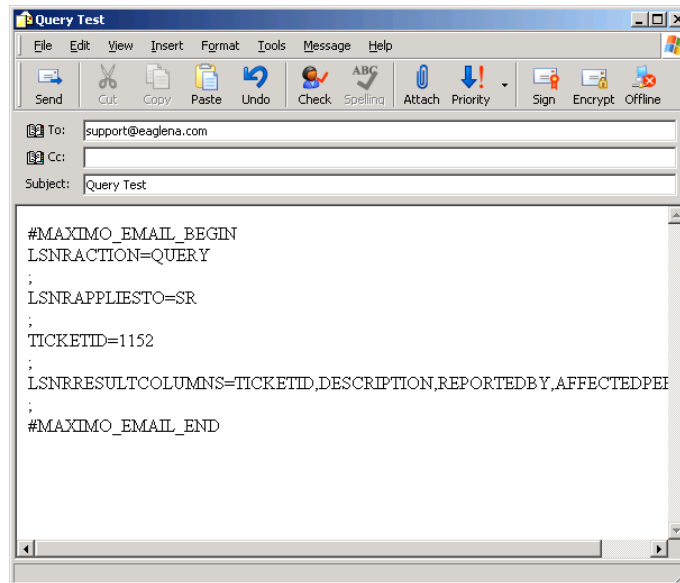 Query Test
File Edit View Insert Format Tools Message Help
Send Cut Copy Paste Undo Check Spelling Attach Priority Sign Encrypt Offline
To: support@eaglena.com
Cc:
Subject: Query Test
#MAXIMO_EMAIL_BEGIN
LSNRACTION=QUERY
;
LSNRAPPLIESTO=SR
;
TICKETID=1152
;
LSNRRESULTCOLUMNS=TICKETID,DESCRIPTION,REPORTEDBY,AFFECTEDPER
;
#MAXIMO_EMAIL_END